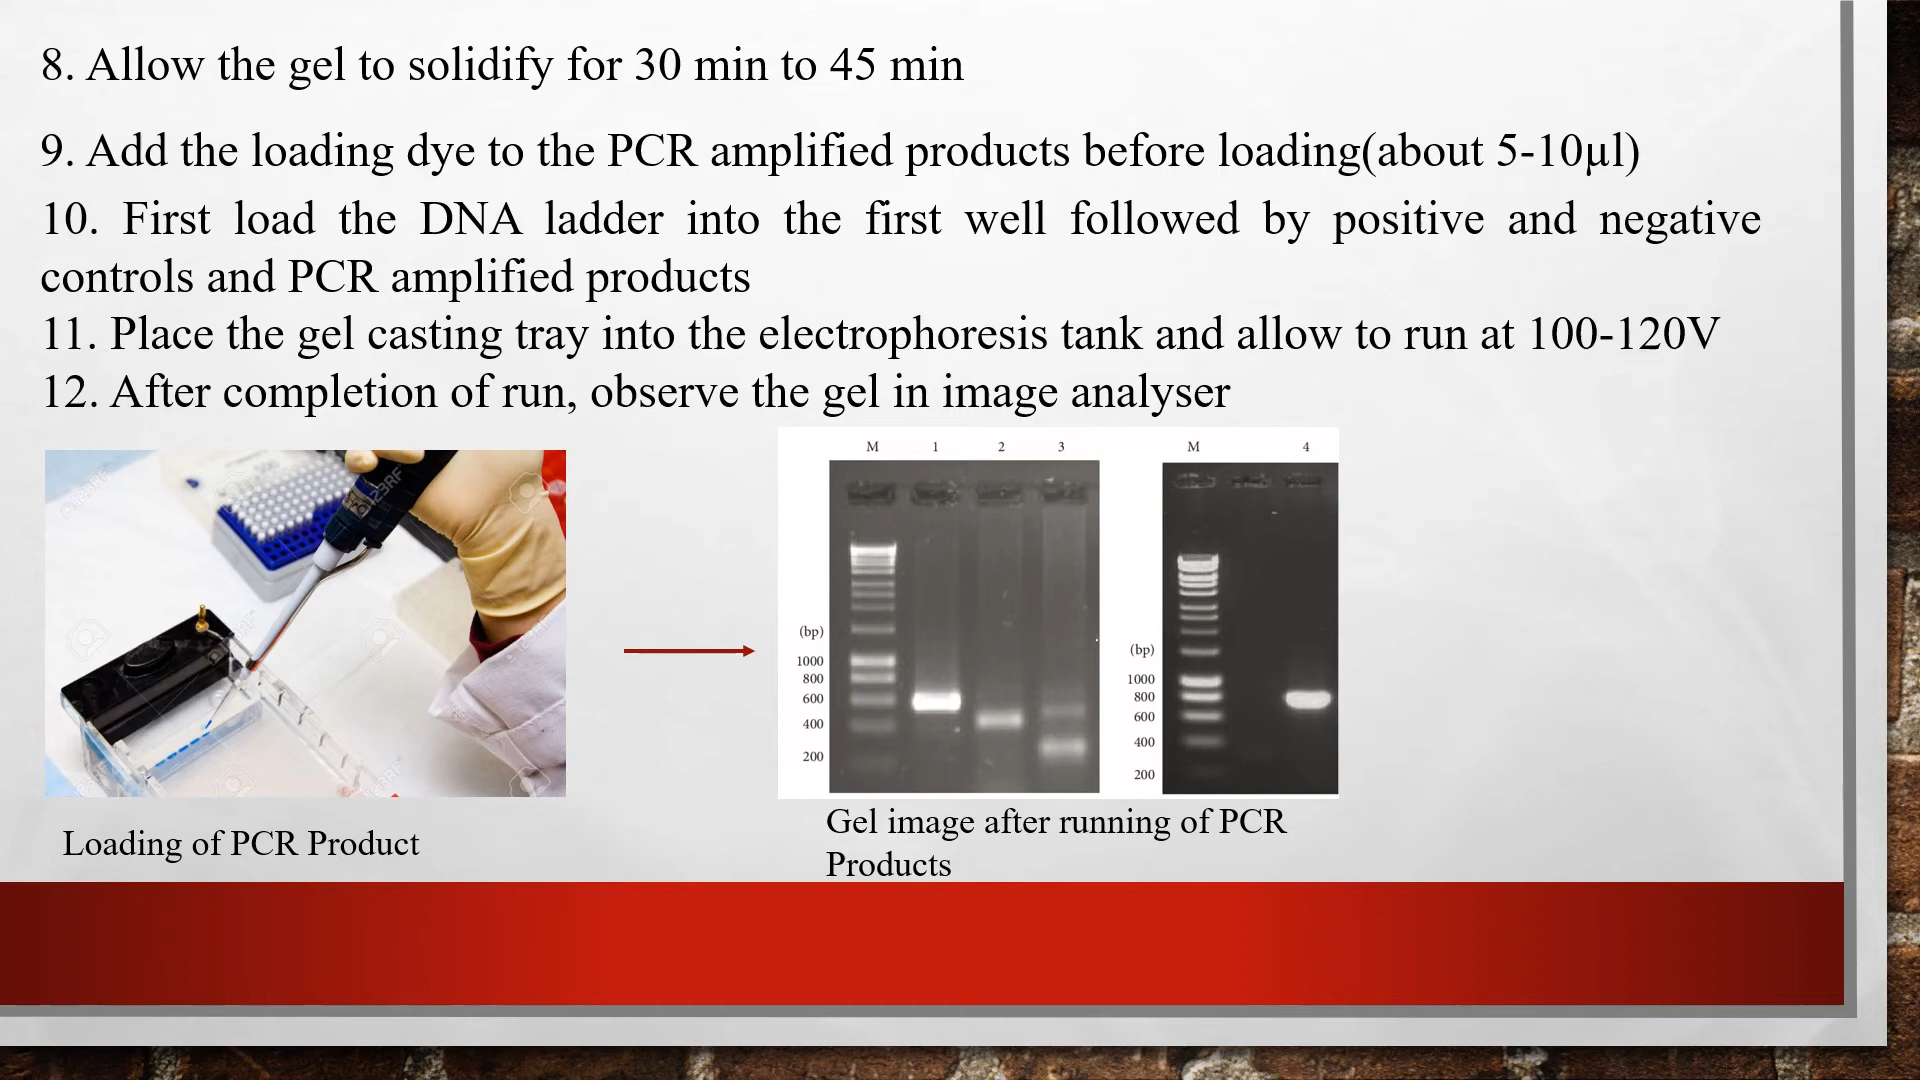 8. Allow the gel to solidify for 30 min to 45 min
9. Add the loading dye to the PCR amplified products before loading(about 5-10µl)
10. First load the DNA ladder into the first well followed by positive and negative
controls and PCR amplified products
11. Place the gel casting tray into the electrophoresis tank and allow to run at 100-120V
12. After completion of run, observe the gel in image analyser
123RF
M 1 2 3
(bp)
1000
800
600
400
200
M 4
(bp)
1000
800
600
400
200
Loading of PCR Product
Gel image after running of PCR
Products